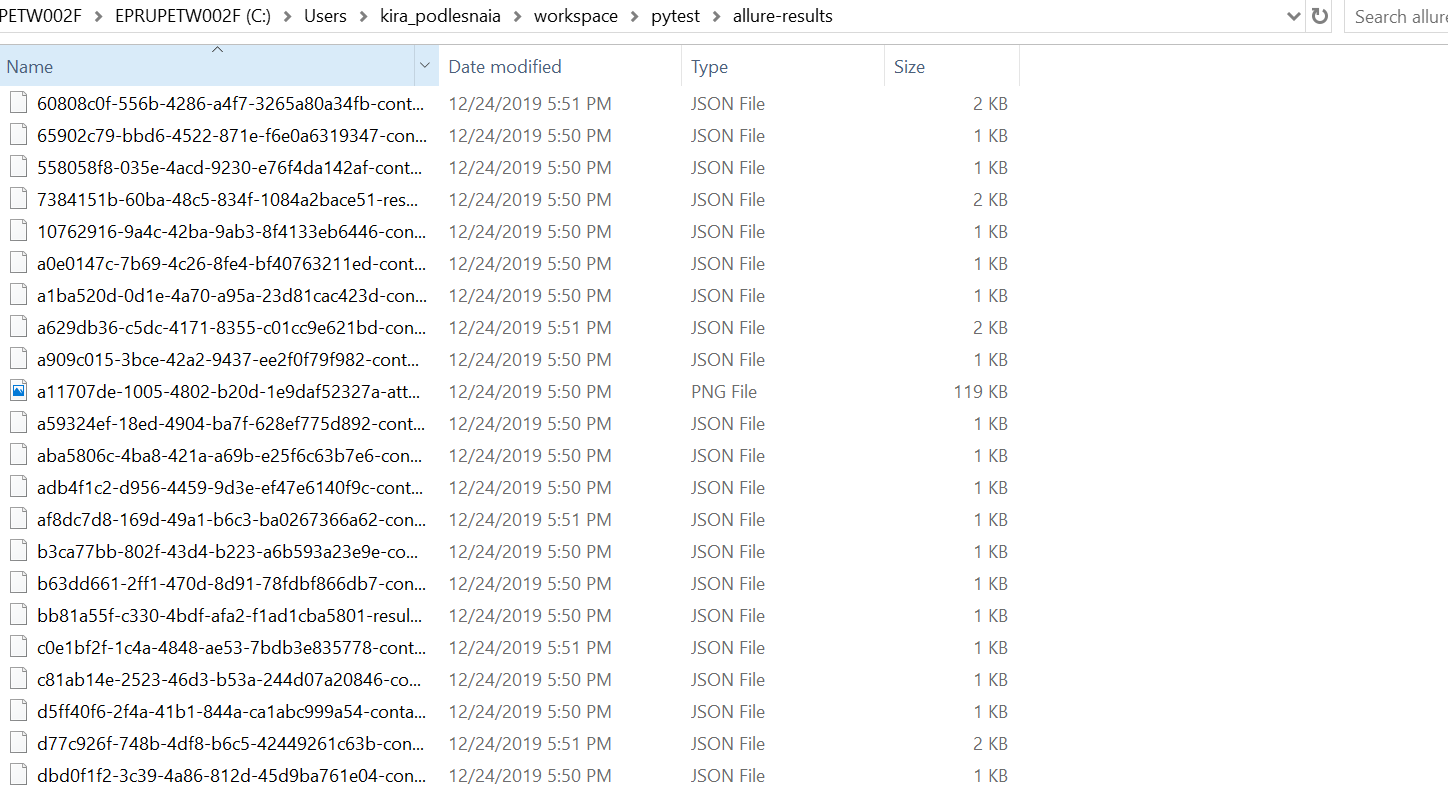 PETW002F > EPRUPETW002F (C:) > Users > kira_podlesnaia > workspace > pytest > allure-results Search allure
Name Date modified Type Size
60808c0f-556b-4286-a4f7-3265a80a34fb-cont... 12/24/2019 5:51 PM JSON File 2 KB
65902c79-bbd6-4522-871e-f6e0a6319347-con... 12/24/2019 5:50 PM JSON File 1 KB
558058f8-035e-4acd-9230-e76f4da142af-cont... 12/24/2019 5:50 PM JSON File 1 KB
7384151b-60ba-48c5-834f-1084a2bace51-res... 12/24/2019 5:50 PM JSON File 2 KB
10762916-9a4c-42ba-9ab3-8f4133eb6446-con... 12/24/2019 5:50 PM JSON File 1 KB
a0e0147c-7b69-4c26-8fe4-bf40763211ed-cont... 12/24/2019 5:50 PM JSON File 1 KB
a1ba520d-0d1e-4a70-a95a-23d81cac423d-con... 12/24/2019 5:50 PM JSON File 1 KB
a629db36-c5dc-4171-8355-c01cc9e621bd-con... 12/24/2019 5:51 PM JSON File 2 KB
a909c015-3bce-42a2-9437-ee2f0f79f982-cont... 12/24/2019 5:50 PM JSON File 1 KB
a11707de-1005-4802-b20d-1e9daf52327a-att... 12/24/2019 5:50 PM PNG File 119 KB
a59324ef-18ed-4904-ba7f-628ef775d892-cont... 12/24/2019 5:50 PM JSON File 1 KB
aba5806c-4ba8-421a-a69b-e25f6c63b7e6-con... 12/24/2019 5:50 PM JSON File 1 KB
adb4f1c2-d956-4459-9d3e-ef47e6140f9c-cont... 12/24/2019 5:50 PM JSON File 1 KB
af8dc7d8-169d-49a1-b6c3-ba0267366a62-con... 12/24/2019 5:51 PM JSON File 1 KB
b3ca77bb-802f-43d4-b223-a6b593a23e9e-co... 12/24/2019 5:50 PM JSON File 1 KB
b63dd661-2ff1-470d-8d91-78fdbf866db7-con... 12/24/2019 5:50 PM JSON File 1 KB
bb81a55f-c330-4bdf-afa2-f1ad1cba5801-resul... 12/24/2019 5:50 PM JSON File 1 KB
c0e1bf2f-1c4a-4848-ae53-7bdb3e835778-cont... 12/24/2019 5:51 PM JSON File 1 KB
c81ab14e-2523-46d3-b53a-244d07a20846-co... 12/24/2019 5:50 PM JSON File 1 KB
d5ff40f6-2f4a-41b1-844a-ca1abc999a54-conta... 12/24/2019 5:50 PM JSON File 1 KB
d77c926f-748b-4df8-b6c5-42449261c63b-con... 12/24/2019 5:51 PM JSON File 2 KB
dbd0f1f2-3c39-4a86-812d-45d9ba761e04-con... 12/24/2019 5:50 PM JSON File 1 KB